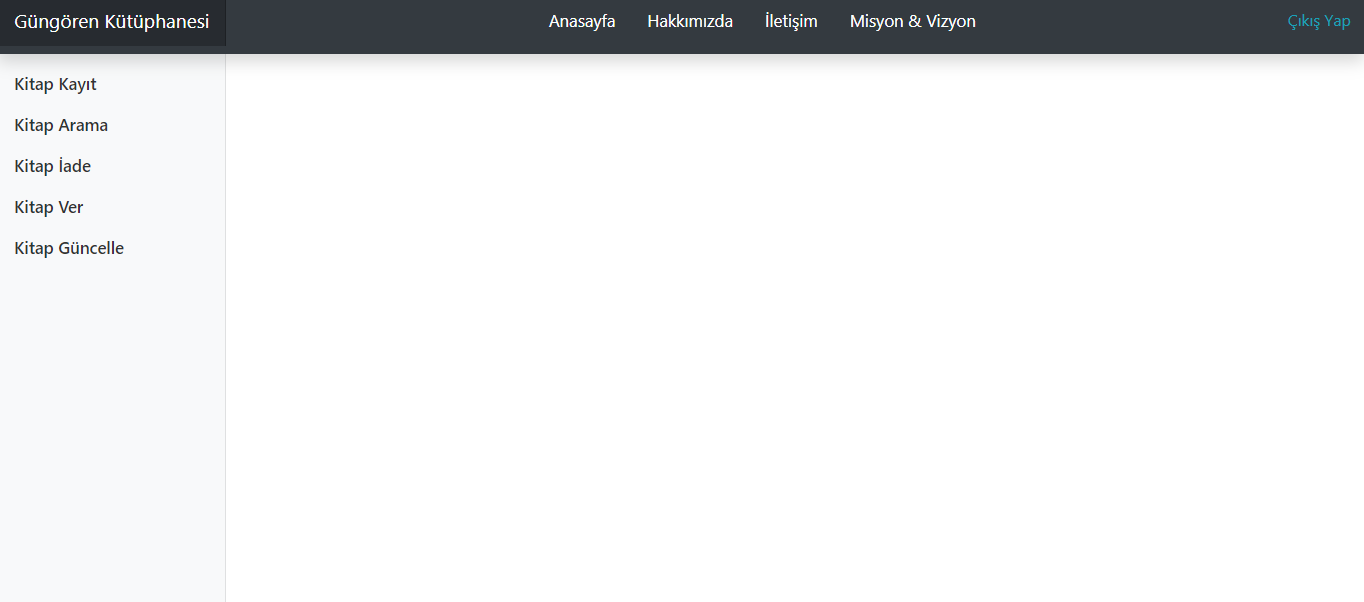 Güngören Kütüphanesi
Anasayfa Hakkımızda İletişim Misyon & Vizyon
Çıkış Yap
Kitap Kayıt
Kitap Arama
Kitap İade
Kitap Ver
Kitap Güncelle